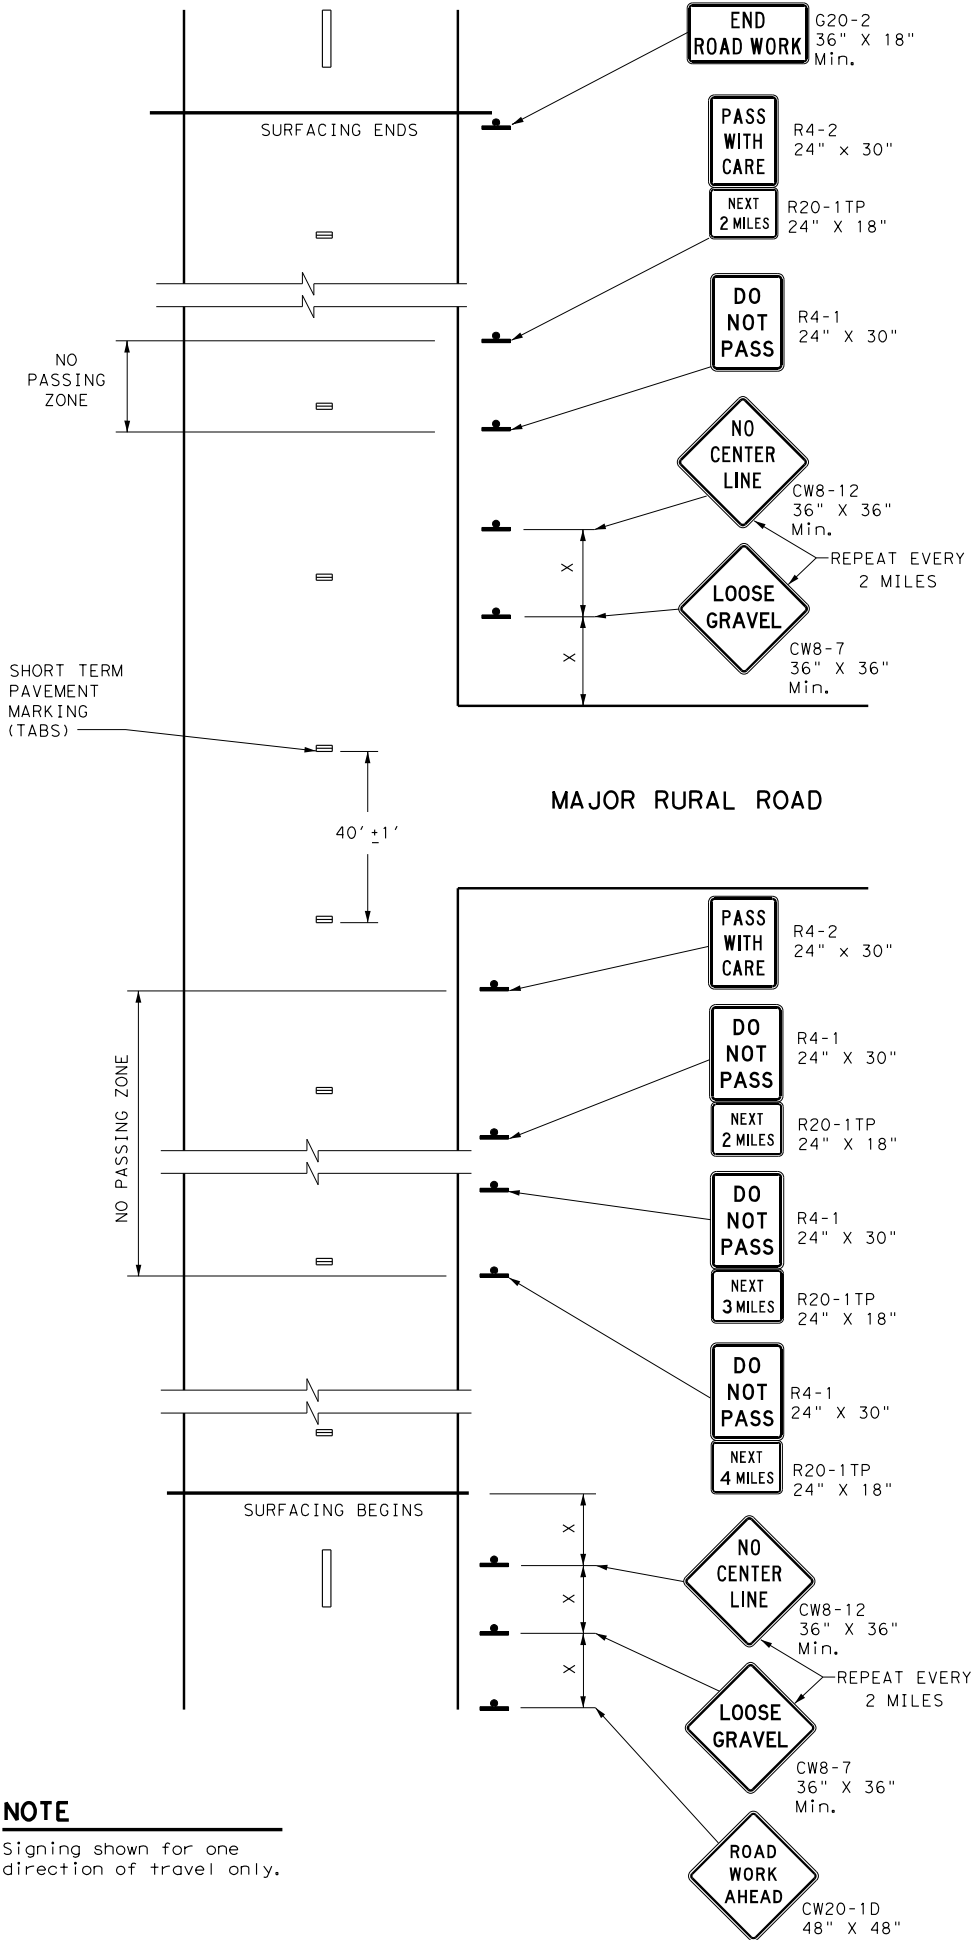 END
ROAD WORK
G20-2
36" X 18"
Min.
SURFACING ENDS
PASS
WITH
CARE
R4-2
24" x 30"
NEXT
2 MILES
R20-1TP
24" X 18"
DO
NOT
PASS
R4-1
24" X 30"
NO
PASSING
ZONE
NO
CENTER
LINE
CW8-12
36" X 36"
Min.
REPEAT EVERY
2 MILES
X
LOOSE
GRAVEL
CW8-7
36" X 36"
Min.
X
SHORT TERM
PAVEMENT
MARKING
(TABS)
MAJOR RURAL ROAD
40' ±1'
PASS
WITH
CARE
R4-2
24" x 30"
DO
NOT
PASS
R4-1
24" X 30"
NEXT
2 MILES
R20-1TP
24" X 18"
NO PASSING ZONE
DO
NOT
PASS
R4-1
24" X 30"
NEXT
3 MILES
R20-1TP
24" X 18"
DO
NOT
PASS
R4-1
24" X 30"
NEXT
4 MILES
R20-1TP
24" X 18"
SURFACING BEGINS
X
NO
CENTER
LINE
CW8-12
36" X 36"
Min.
X
REPEAT EVERY
2 MILES
X
LOOSE
GRAVEL
CW8-7
36" X 36"
Min.
ROAD
WORK
AHEAD
CW20-1D
48" X 48"
NOTE
Signing shown for one
direction of travel only.